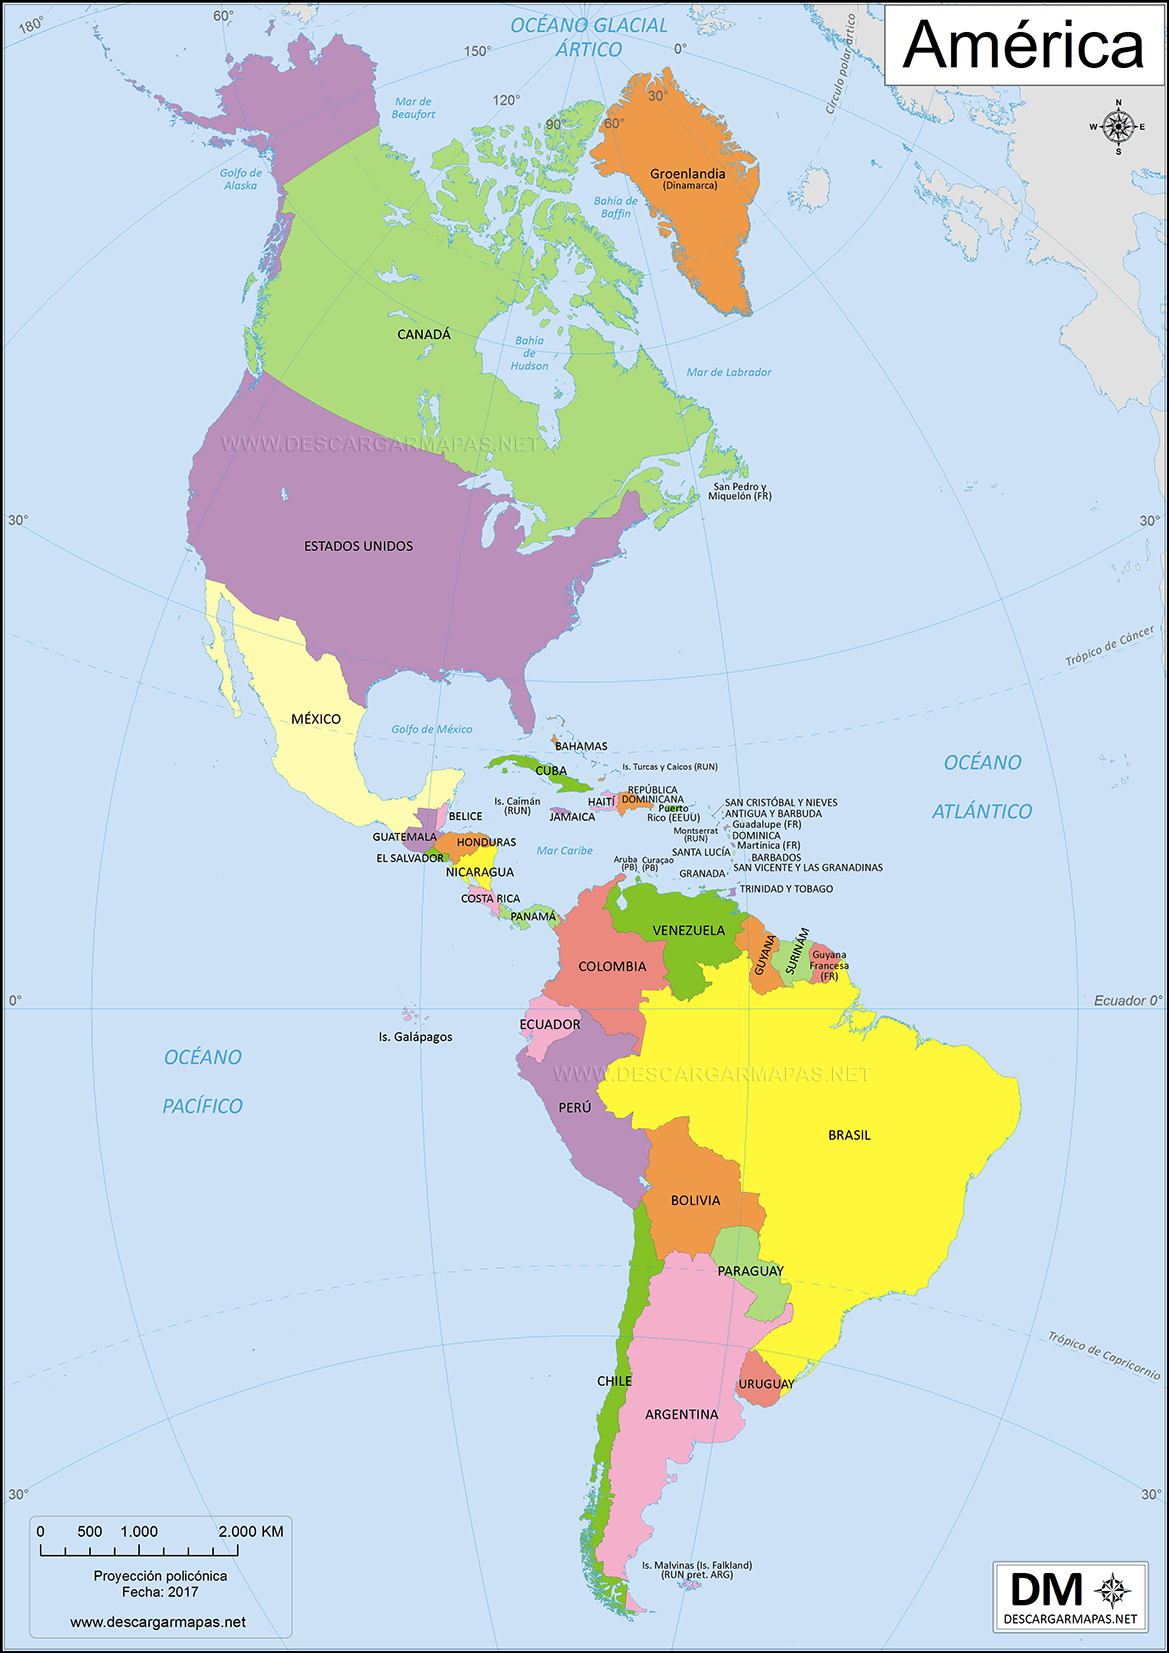 América
180°
60°
OCÉANO GLACIAL
ÁRTICO
150°
0°
120°
30°
90°
60°
Círculo polar ártico
N
W
E
S
Mar de
Beaufort
Golfo de
Alaska
Groenlandia
(Dinamarca)
Bahía de
Baffin
CANADÁ
Bahía
de
Hudson
Mar de Labrador
WWW.DESCARGARMAPAS.NET
San Pedro y
Miquelón (FR)
30°
30°
ESTADOS UNIDOS
Trópico de Cáncer
MÉXICO
Golfo de México
BAHAMAS
CUBA
Is. Turcas y Caicos (RUN)
OCÉANO
ATLÁNTICO
Is. Caimán
(RUN)
HAITÍ
REPÚBLICA
DOMINICANA
JAMAICA
Puerto
Rico (EEUU)
SAN CRISTÓBAL Y NIEVES
ANTIGUA Y BARBUDA
Guadalupe (FR)
Montserrat
(RUN)
DOMINICA
Martinica (FR)
SANTA LUCÍA
BARBADOS
SAN VICENTE Y LAS GRANADINAS
GRANADA
TRINIDAD Y TOBAGO
Aruba
(PB)
Curaçao
(PB)
Mar Caribe
BELICE
GUATEMALA
HONDURAS
EL SALVADOR
NICARAGUA
COSTA RICA
PANAMÁ
VENEZUELA
GUYANA
SURINÁM
Guyana
Francesa
(FR)
COLOMBIA
0°
Ecuador 0°
ECUADOR
Is. Galápagos
OCÉANO
PACÍFICO
WWW.DESCARGARMAPAS.NET
PERÚ
BRASIL
BOLIVIA
PARAGUAY
Trópico de Capricornio
CHILE
URUGUAY
ARGENTINA
30°
30°
Is. Malvinas (Is. Falkland)
(RUN pret. ARG)
0 500 1.000 2.000 KM
Proyección policónica
Fecha: 2017
www.descargarmapas.net
DM
DESCARGARMAPAS.NET